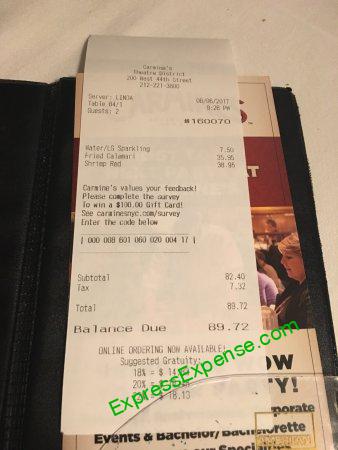 Carmine's
Theatre District
200 West 44th Street
212-221-3800
Server: LINDA 08/06/2017
Table 64/1 8:26 PM
Guests: 2
#160070
Water/LG Sparkling 7.50
Fried Calamari 35.95
Shrimp Red 38.95
Carmine's values your feedback!
Please complete the survey
To win a $100.00 Gift Card!
See carminesnyc.com/survey
Enter the code below
| 000 008 601 060 020 004 17 |
Subtotal 82.40
Tax 7.32
Total 89.72
Balance Due 89.72
ONLINE ORDERING NOW AVAILABLE!
Suggested Gratuity:
18% = $ 14.
20% =
= $ 18.13
ExpressExpense.com
OW
TY!
porate
Events & Bachelor/Bachelorette
AMERICAN